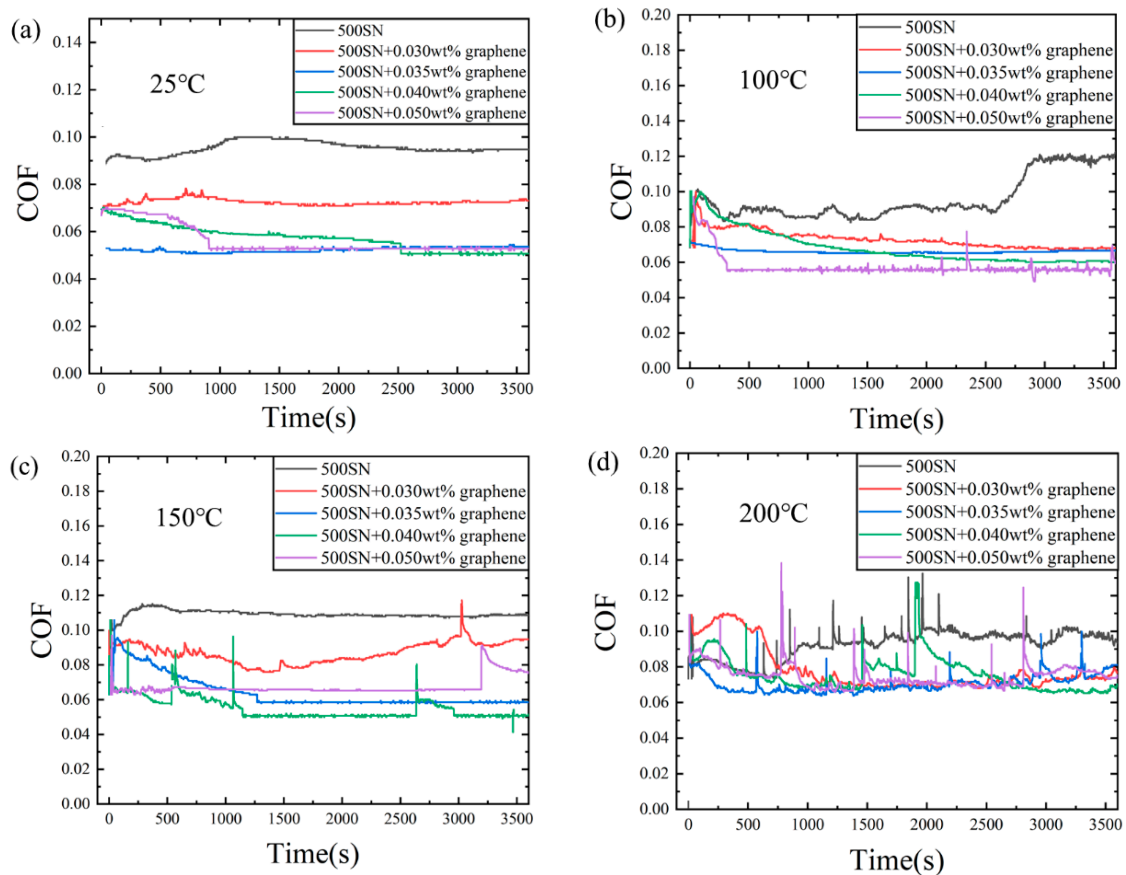 (a)
500SN
500SN+0.030wt% graphene
500SN+0.035wt% graphene
500SN+0.040wt% graphene
500SN+0.050wt% graphene
25℃
COF
0.14
0.12
0.10
0.08
0.06
0.04
0.02
0.00
0 500 1000 1500 2000 2500 3000 3500
Time(s)
(b)
500SN
500SN+0.030wt% graphene
500SN+0.035wt% graphene
500SN+0.040wt% graphene
500SN+0.050wt% graphene
100℃
COF
0.20
0.18
0.16
0.14
0.12
0.10
0.08
0.06
0.04
0.02
0.00
0 500 1000 1500 2000 2500 3000 3500
Time(s)
(c)
500SN
500SN+0.030wt% graphene
500SN+0.035wt% graphene
500SN+0.040wt% graphene
500SN+0.050wt% graphene
150℃
COF
0.20
0.18
0.16
0.14
0.12
0.10
0.08
0.06
0.04
0.02
0.00
0 500 1000 1500 2000 2500 3000 3500
Time(s)
(d)
500SN
500SN+0.030wt% graphene
500SN+0.035wt% graphene
500SN+0.040wt% graphene
500SN+0.050wt% graphene
200℃
COF
0.20
0.18
0.16
0.14
0.12
0.10
0.08
0.06
0.04
0.02
0.00
0 500 1000 1500 2000 2500 3000 3500
Time(s)